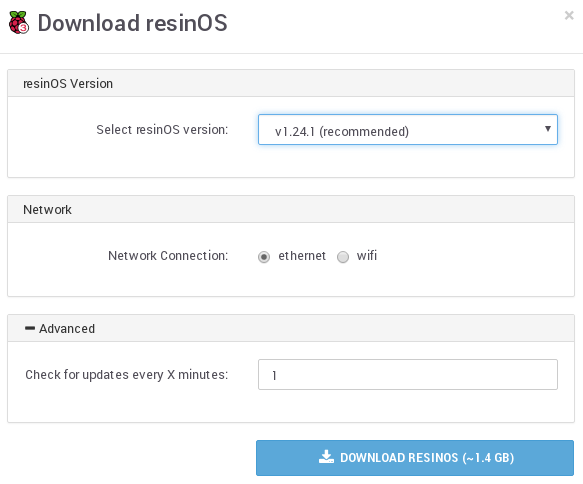 3 Download resinOS
×
resinOS Version
Select resinOS version: v1.24.1 (recommended)
Network
Network Connection: ethernet wifi
Advanced
Check for updates every X minutes: 1
DOWNLOAD RESINOS (~1.4 GB)